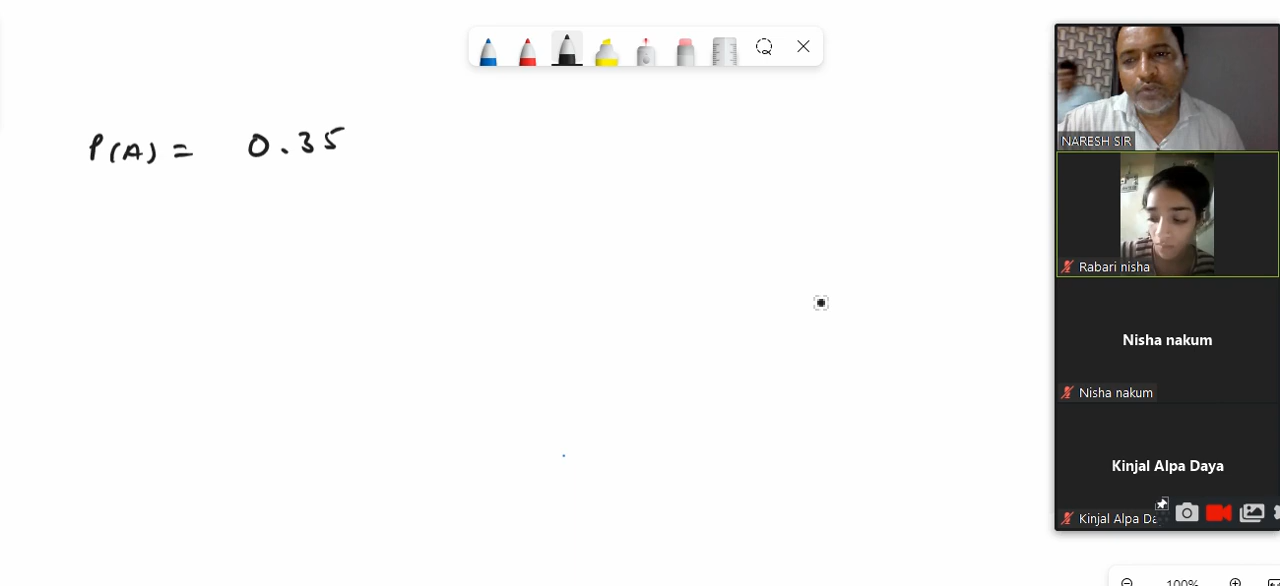 P(A) = 0.35
NARESH SIR
Rabari nisha
Nisha nakum
Nisha nakum
Kinjal Alpa Daya
Kinjal Alpa Da
100%